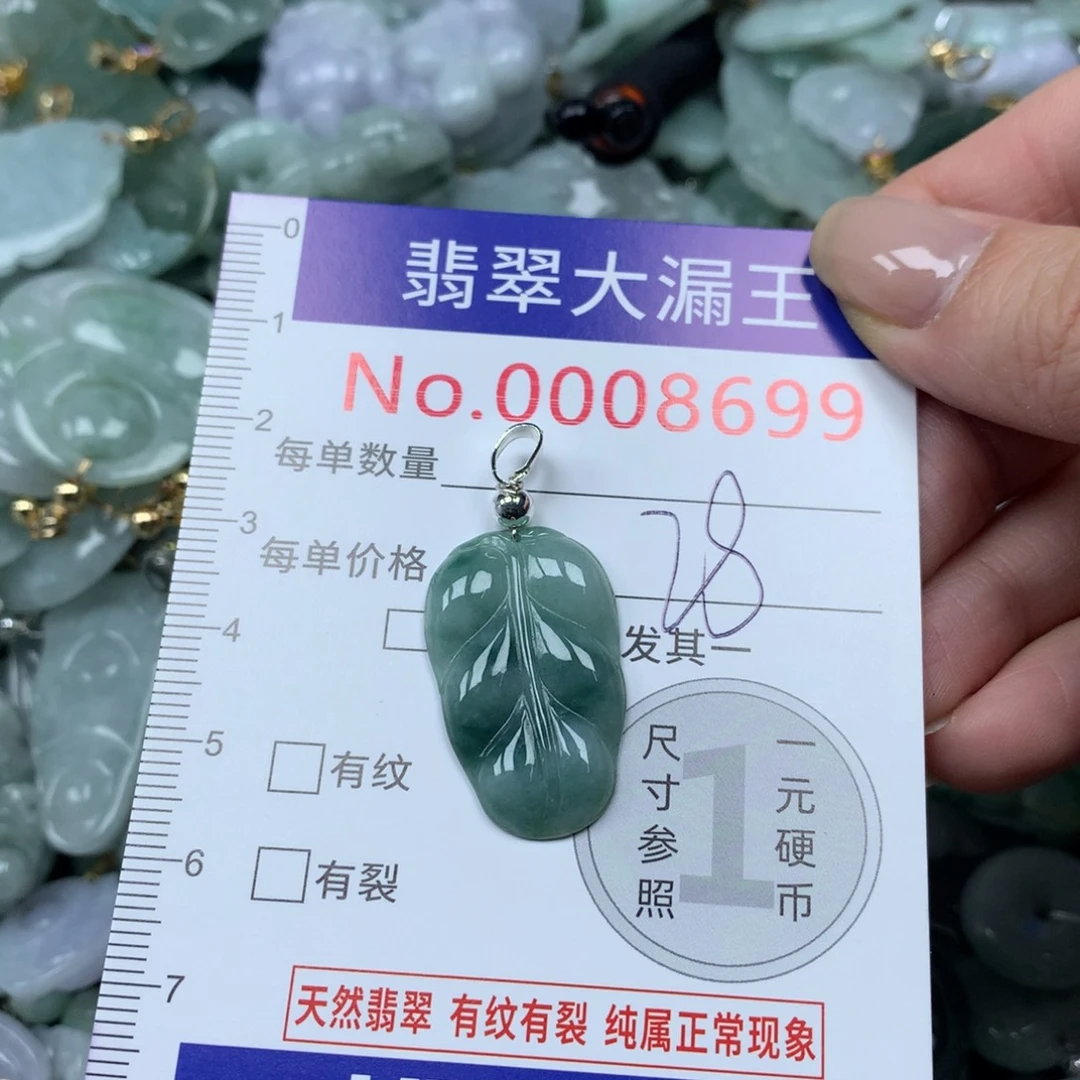 0
翡翠大漏王
1
No.0008699
2
每单数量
28
3
每单价格
4
发其一
5
有纹
6
有裂
尺寸参照
1
一元硬币
7
天然翡翠 有纹有裂 纯属正常现象